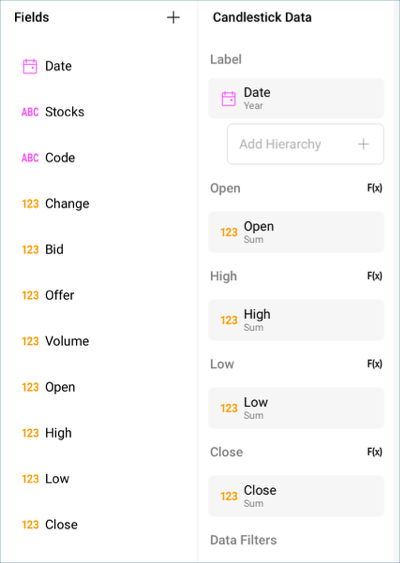 Fields
Date
ABC Stocks
ABC Code
123 Change
123 Bid
123 Offer
123 Volume
123 Open
123 High
123 Low
123 Close
Candlestick Data
Label
Date
Year
Add Hierarchy
Open F(x)
123 Open
Sum
High F(x)
123 High
Sum
Low F(x)
123 Low
Sum
Close F(x)
123 Close
Sum
Data Filters